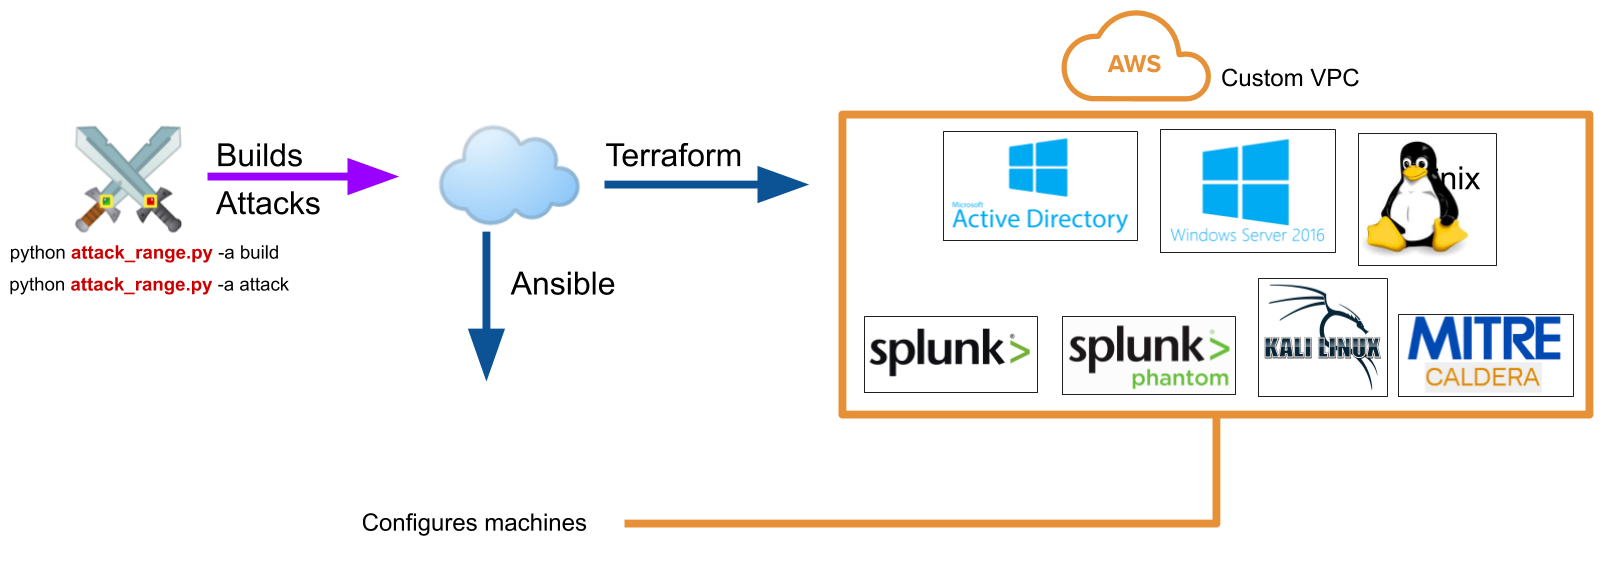 AWS
Custom VPC
Builds
Attacks
python attack_range.py -a build
python attack_range.py -a attack
Terraform
Ansible
Microsoft
Active Directory
Windows Server 2016
nix
splunk>
splunk>
phantom
KALI LINUX
MITRE
CALDERA
Configures machines